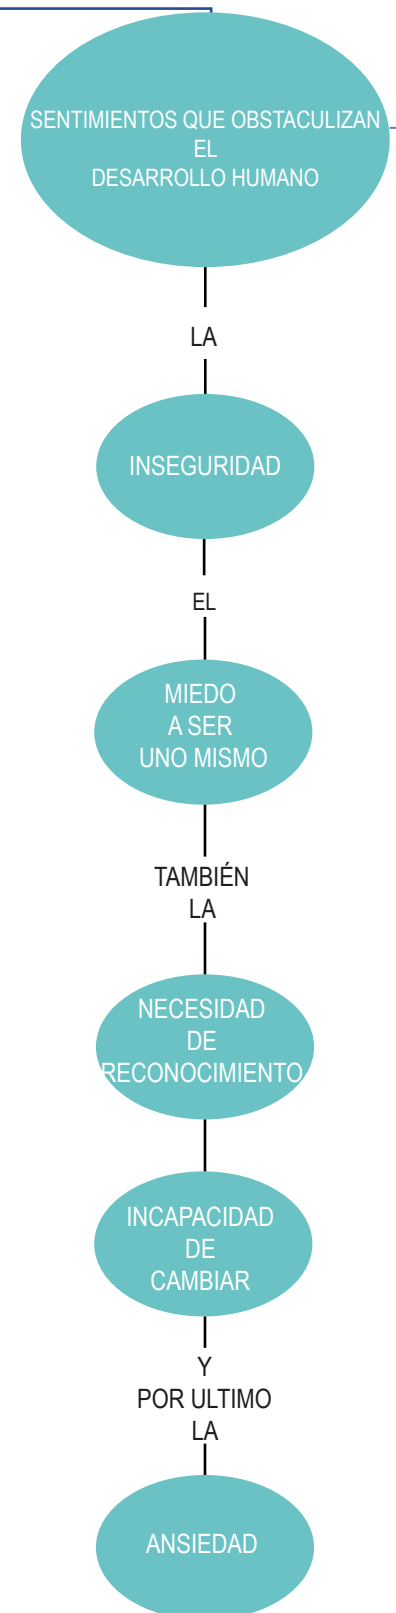 SENTIMIENTOS QUE OBSTACULIZAN
EL
DESARROLLO HUMANO
LA
INSEGURIDAD
EL
MIEDO
A SER
UNO MISMO
TAMBIÉN
LA
NECESIDAD
DE
RECONOCIMIENTO
INCAPACIDAD
DE
CAMBIAR
Y
POR ULTIMO
LA
ANSIEDAD